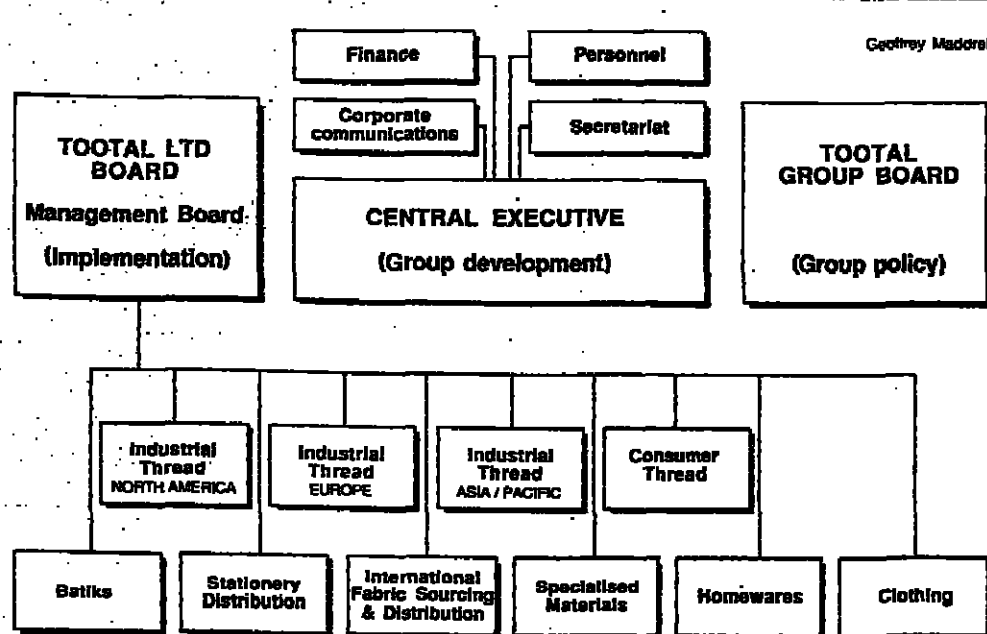 Geoffrey Maddrel
Finance
Personnel
Corporate
communications
Secretariat
TOOTAL LTD
BOARD
Management Board
(Implementation)
CENTRAL EXECUTIVE
(Group development)
TOOTAL
GROUP BOARD
(Group policy)
Industrial
Thread
NORTH AMERICA
Industrial
Thread
EUROPE
Industrial
Thread
ASIA / PACIFIC
Consumer
Thread
Batiks
Stationery
Distribution
International
Fabric Sourcing
& Distribution
Specialised
Materials
Homewares
Clothing